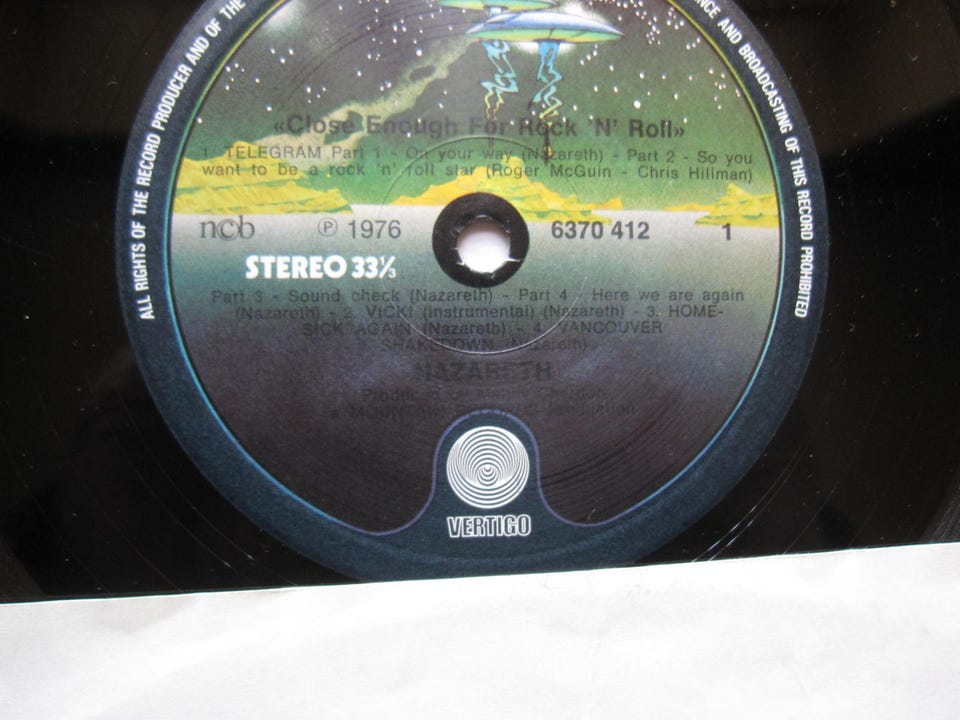 ALL RIGHTS OF THE RECORD PRODUCER AND OF THE
NCE AND BROADCASTING OF THIS RECORD PROHIBITED
«Close Enough For Rock 'N' Roll»
1. TELEGRAM Part 1 - On your way (Nazareth) - Part 2 - So you
want to be a rock 'n' roll star (Roger McGuin - Chris Hillman)
ncb Ⓟ 1976 6370 412 1
STEREO 33⅓
Part 3 - Sound check (Nazareth) - Part 4 - Here we are again
(Nazareth) - 2. VICKI (instrumental) (Nazareth) - 3. HOME-
SICK AGAIN (Nazareth) - 4. VANCOUVER
SHAKEDOWN (Nazareth)
NAZARETH
a MOUNTAIN
VERTIGO